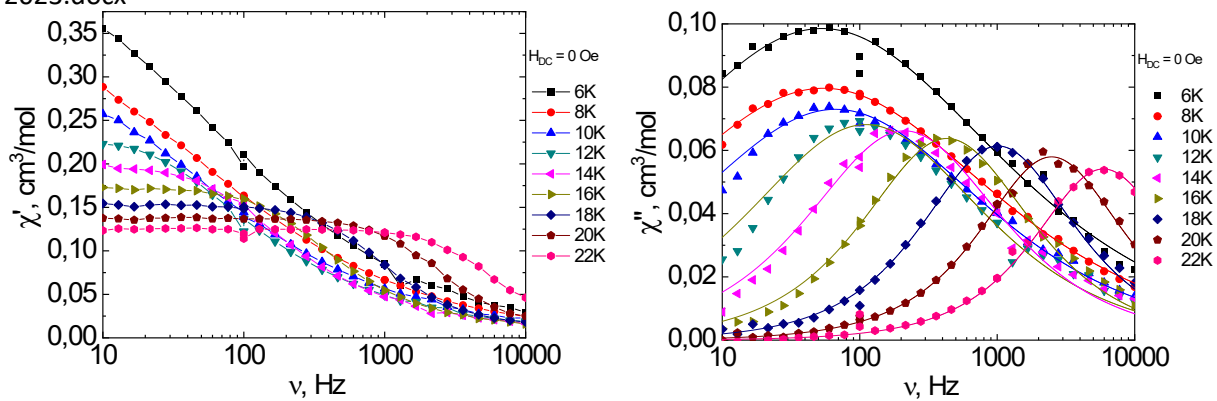 2023.docx
0,35
0,30
0,25
0,20
0,15
0,10
0,05
0,00
χ', cm³/mol
10 100 1000 10000
ν, Hz
H_DC = 0 Oe
6K
8K
10K
12K
14K
16K
18K
20K
22K
0,10
0,08
0,06
0,04
0,02
0,00
χ'', cm³/mol
10 100 1000 10000
ν, Hz
H_DC = 0 Oe
6K
8K
10K
12K
14K
16K
18K
20K
22K